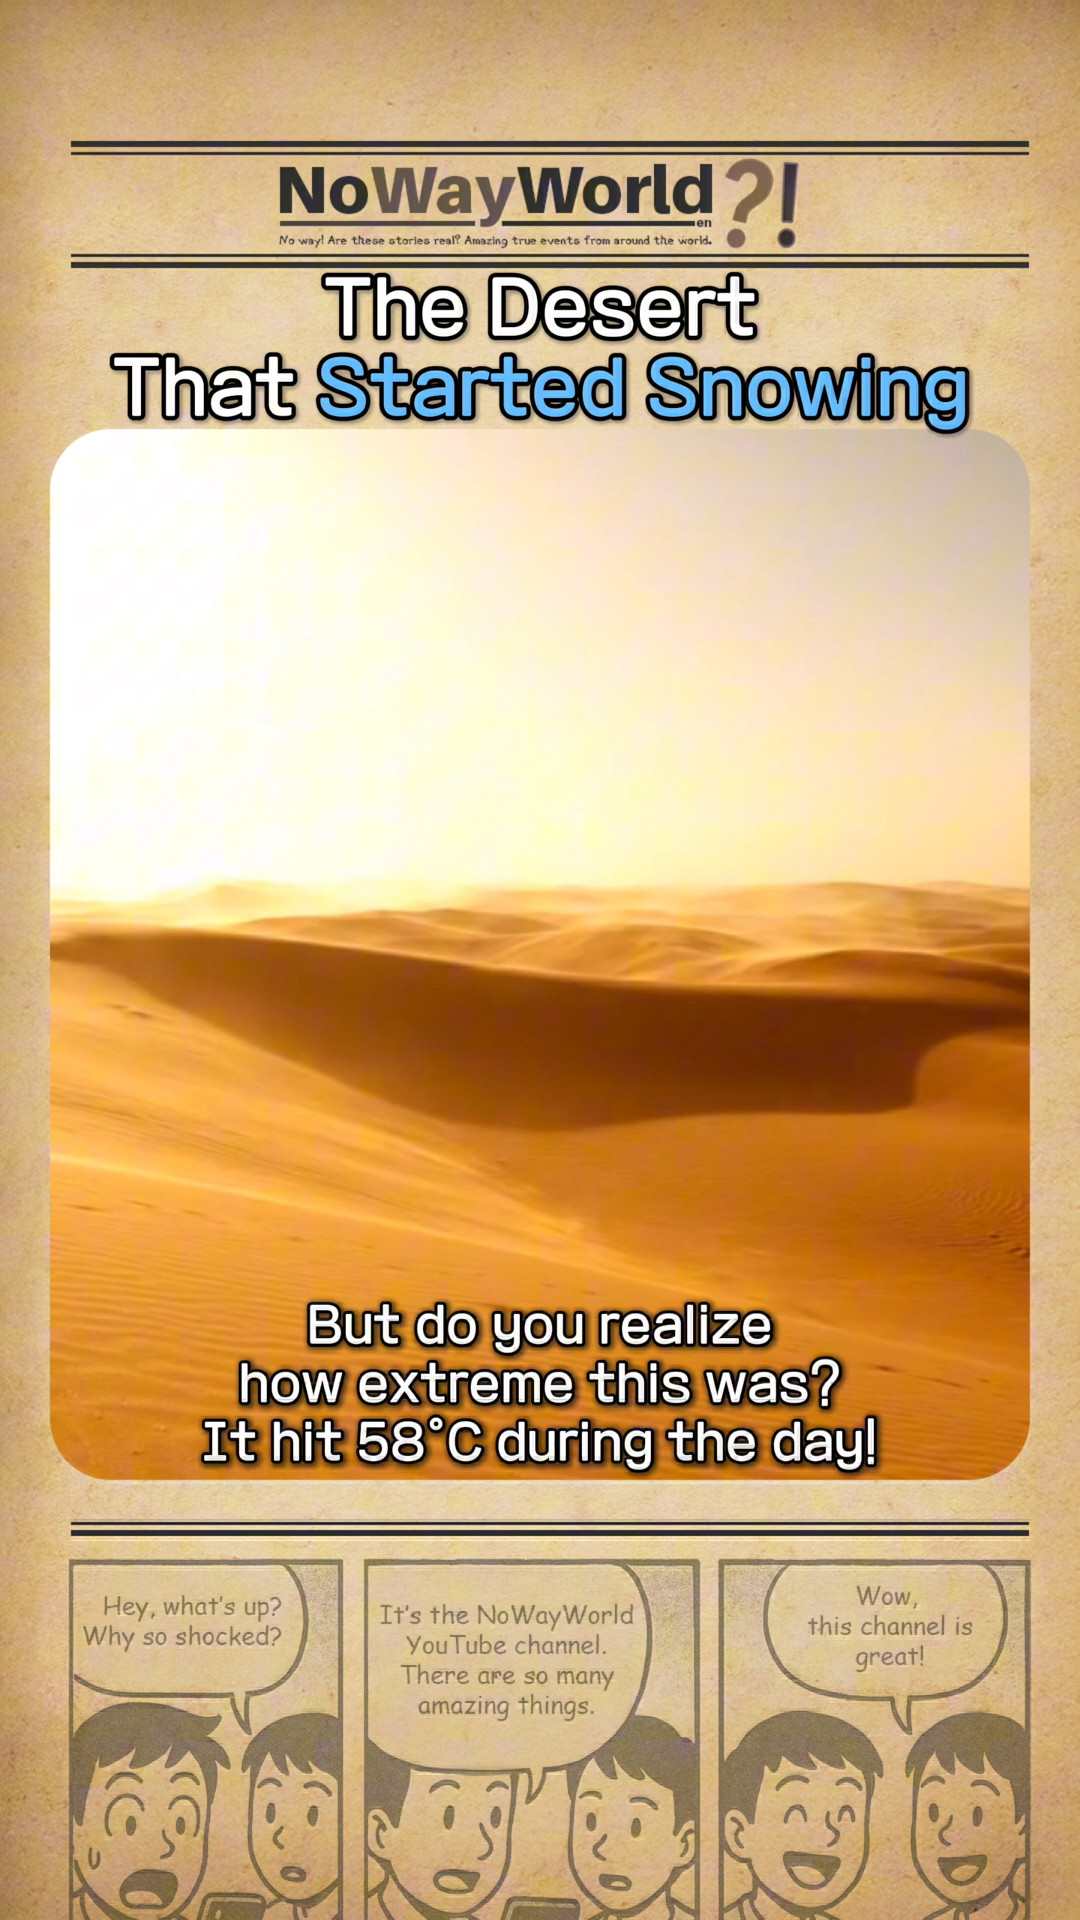 NoWayWorld?!
en
No way! Are these stories real? Amazing true events from around the world.
The Desert
That Started Snowing
But do you realize
how extreme this was?
It hit 58°C during the day!
Hey, what's up?
Why so shocked?
It's the NoWayWorld
YouTube channel.
There are so many
amazing things.
Wow,
this channel is
great!